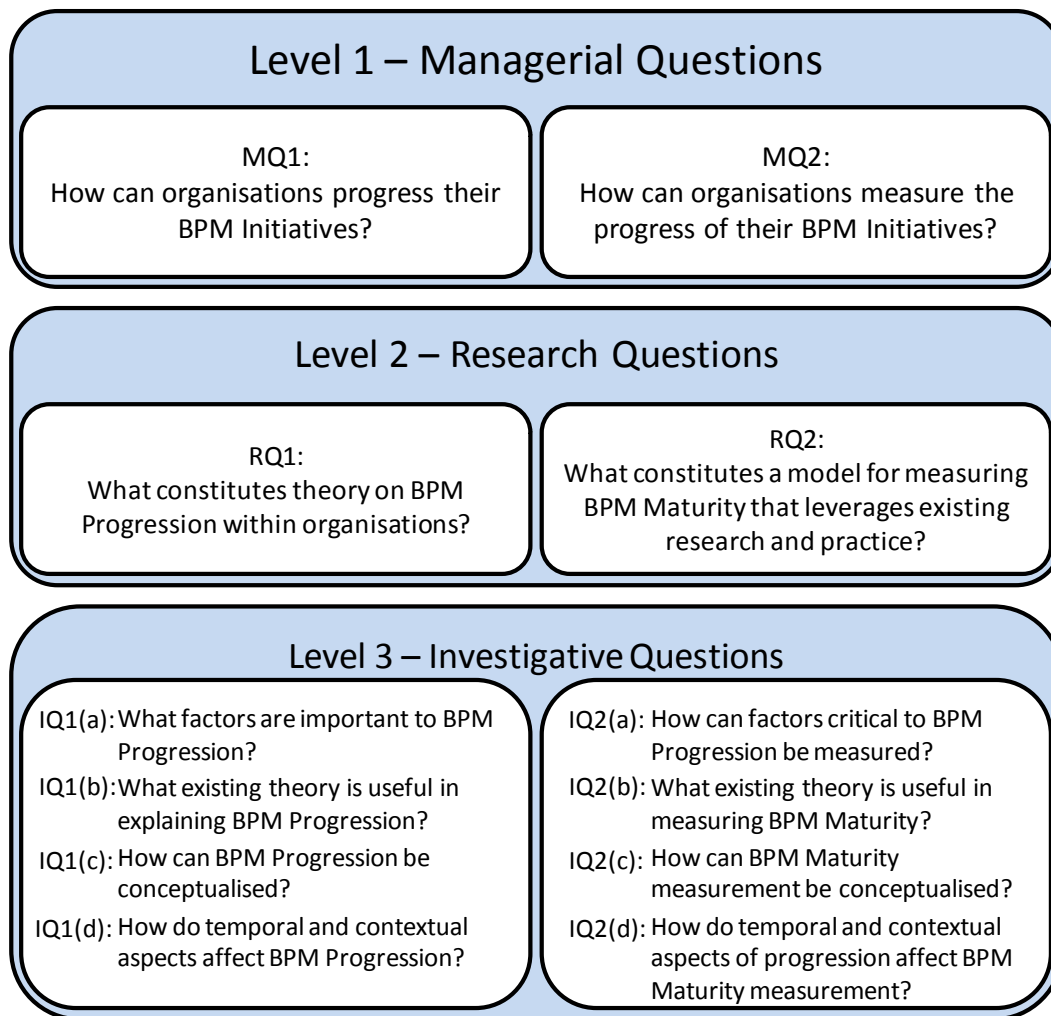 Level 1 – Managerial Questions
MQ1:
How can organisations progress their
BPM Initiatives?
MQ2:
How can organisations measure the
progress of their BPM Initiatives?
Level 2 – Research Questions
RQ1:
What constitutes theory on BPM
Progression within organisations?
RQ2:
What constitutes a model for measuring
BPM Maturity that leverages existing
research and practice?
Level 3 – Investigative Questions
IQ1(a): What factors are important to BPM
Progression?
IQ1(b): What existing theory is useful in
explaining BPM Progression?
IQ1(c): How can BPM Progression be
conceptualised?
IQ1(d): How do temporal and contextual
aspects affect BPM Progression?
IQ2(a): How can factors critical to BPM
Progression be measured?
IQ2(b): What existing theory is useful in
measuring BPM Maturity?
IQ2(c): How can BPM Maturity
measurement be conceptualised?
IQ2(d): How do temporal and contextual
aspects of progression affect BPM
Maturity measurement?